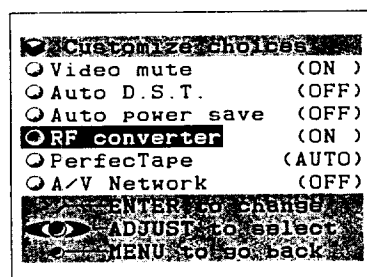 Customize choices
Video mute (ON )
Auto D.S.T. (OFF)
Auto power save (OFF)
RF converter (ON )
PerfecTape (AUTO)
A/V Network (OFF)
ENTER to change
ADJUST to select
MENU to go back